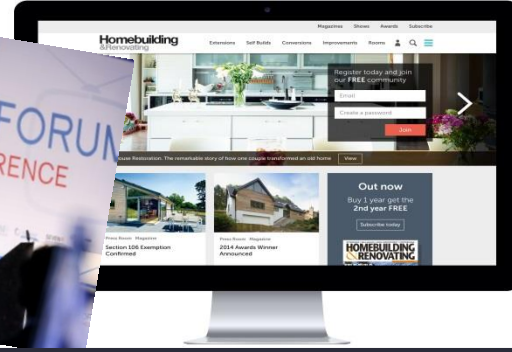 Magazines Shows Awards Subscribe
Homebuilding
&Renovating
Extensions Self Builds Conversions Improvements Rooms
FORUM
RENCE
Register today and join
our FREE community
Email
Create a password
Join
ouse Restoration. The remarkable story of how one couple transformed an old home View
Press Room Magazine
Section 106 Exemption
Confirmed
Press Room Magazine
2014 Awards Winner
Announced
Out now
Buy 1 year get the
2nd year FREE
Subscribe today
HOMEBUILDING
& RENOVATING